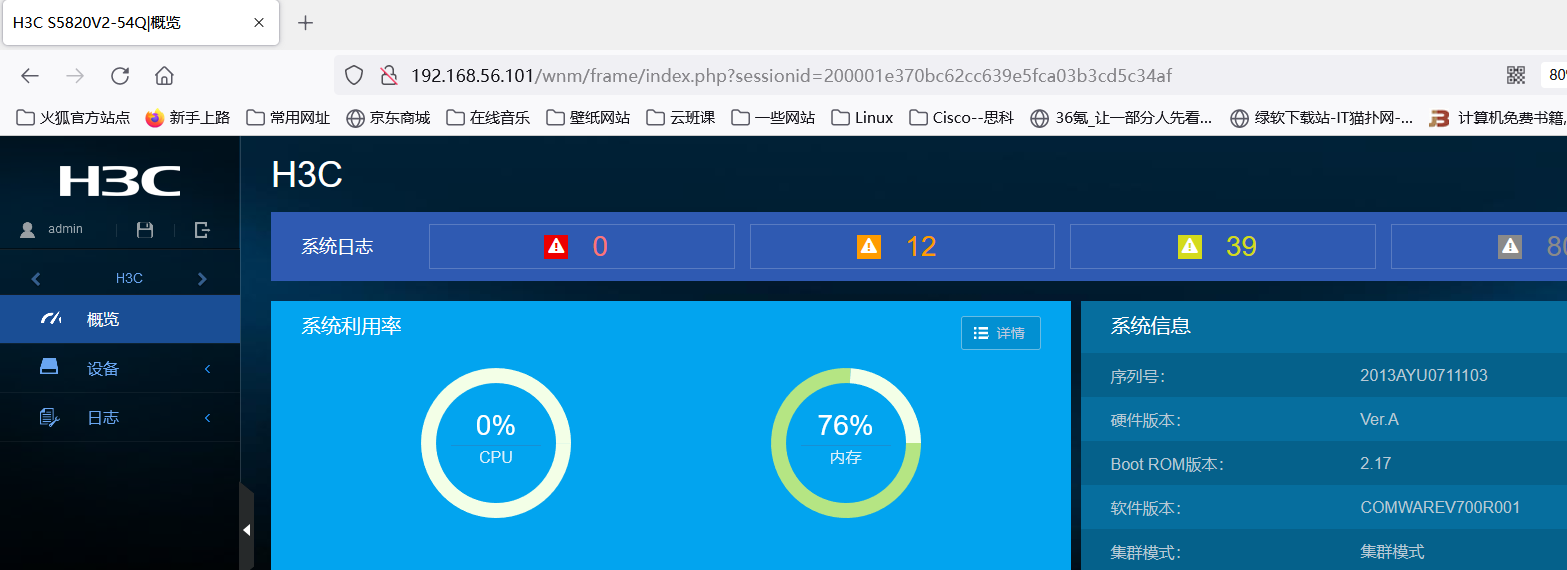 H3C S5820V2-54Q|概览
192.168.56.101/wnm/frame/index.php?sessionid=200001e370bc62cc639e5fca03b3cd5c34af
火狐官方站点 新手上路 常用网址 京东商城 在线音乐 壁纸网站 云班课 一些网站 Linux Cisco--思科 36氪_让一部分人先看... 绿软下载站-IT猫扑网-... 计算机免费书籍,
H3C
admin
H3C
概览
设备
日志
H3C
系统日志 0 12 39
系统利用率 详情
0%
CPU
76%
内存
系统信息
序列号: 2013AYU0711103
硬件版本: Ver.A
Boot ROM版本: 2.17
软件版本: COMWAREV700R001
集群模式: 集群模式